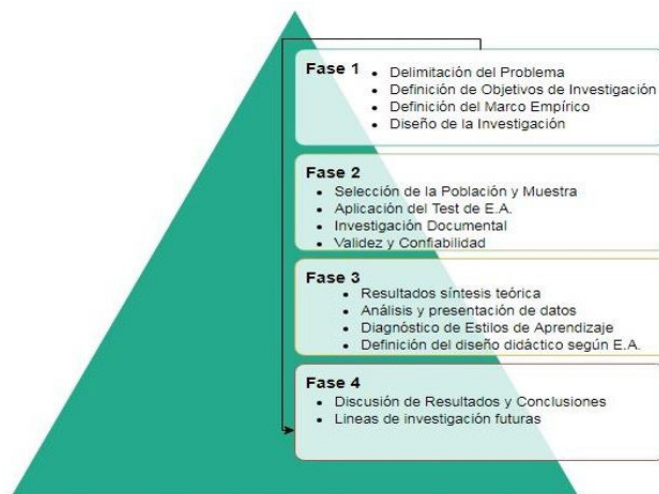 Fase 1
• Delimitación del Problema
• Definición de Objetivos de Investigación
• Definición del Marco Empírico
• Diseño de la Investigación
Fase 2
• Selección de la Población y Muestra
• Aplicación del Test de E.A.
• Investigación Documental
• Validez y Confiabilidad
Fase 3
• Resultados síntesis teórica
• Análisis y presentación de datos
• Diagnóstico de Estilos de Aprendizaje
• Definición del diseño didáctico según E.A.
Fase 4
• Discusión de Resultados y Conclusiones
• Lineas de investigación futuras